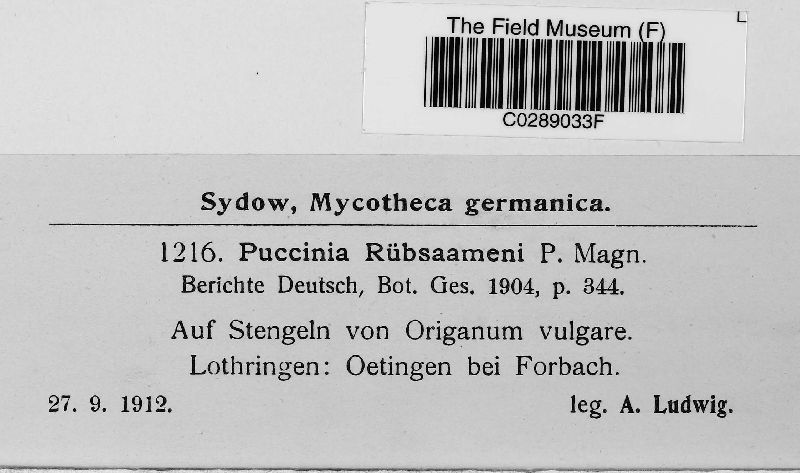 The Field Museum (F)
C0289033F
L
Sydow, Mycotheca germanica.
1216. Puccinia Rübsaameni P. Magn.
Berichte Deutsch, Bot. Ges. 1904, p. 344.
Auf Stengeln von Origanum vulgare.
Lothringen: Oetingen bei Forbach.
27. 9. 1912. leg. A. Ludwig.